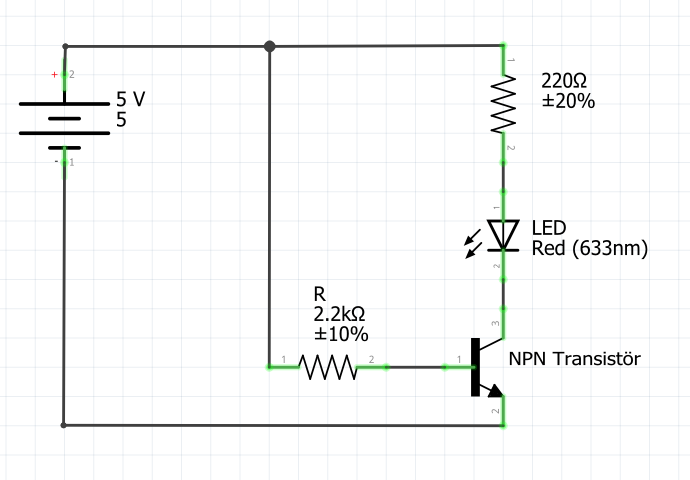 1
220Ω
±20%
2
+ 2
5 V
5
- 1
1
LED
Red (633nm)
2
R
2.2kΩ
±10%
3
1 2
1
NPN Transistör
2